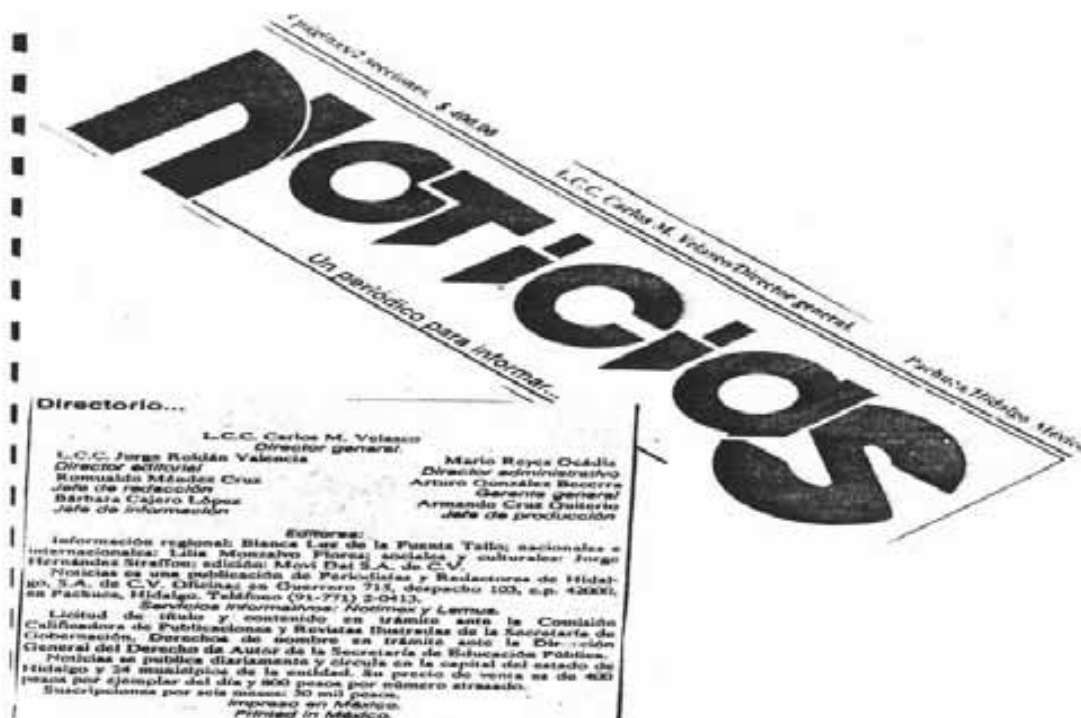 páginas/2 secciones. $ 400.00
L.C.C. Carlos M. Velasco/Director general.
Pachuca Hidalgo México
noticias
Un periódico para informar...
Directorio...
L.C.C. Carlos M. Velasco
Director general.
L.C.C. Jorge Roldán Valencia
Director editorial
Romualdo Méndez Cruz
Jefe de redacción
Bárbara Cajero López
Jefe de información
Mario Reyes
Director administrativo
Arturo González Becerra
Gerente general
Armando Cruz Quiterio
Jefe de producción
Editores:
Información regional: Blanca Luz de la Fuente Tallo; nacionales e
internacionales: Lilia Monzalvo Flores; sociales y culturales: Jorge
Hernández Straffon; edición: Movi Dat S.A. de C.V.
Noticias es una publicación de Periodistas y Redactores de Hidal-
go, S.A. de C.V. Oficinas en Guerrero 715, despacho 103, c.p. 42000,
en Pachuca, Hidalgo. Teléfono (91-771) 2-0413.
Servicios informativos: Notimex y Lemus.
Licitud de título y contenido en trámite ante la Comisión
Calificadora de Publicaciones y Revistas Ilustradas de la Secretaría de
Gobernación. Derechos de nombre en trámite ante la Dirección
General del Derecho de Autor de la Secretaría de Educación Pública.
Noticias se publica diariamente y circula en la capital del estado de
Hidalgo y 24 municipios de la entidad. Su precio de venta es de 400
pesos por ejemplar del día y 800 pesos por número atrasado.
Suscripciones por seis meses: 50 mil pesos.
Impreso en México.
Printed in México.